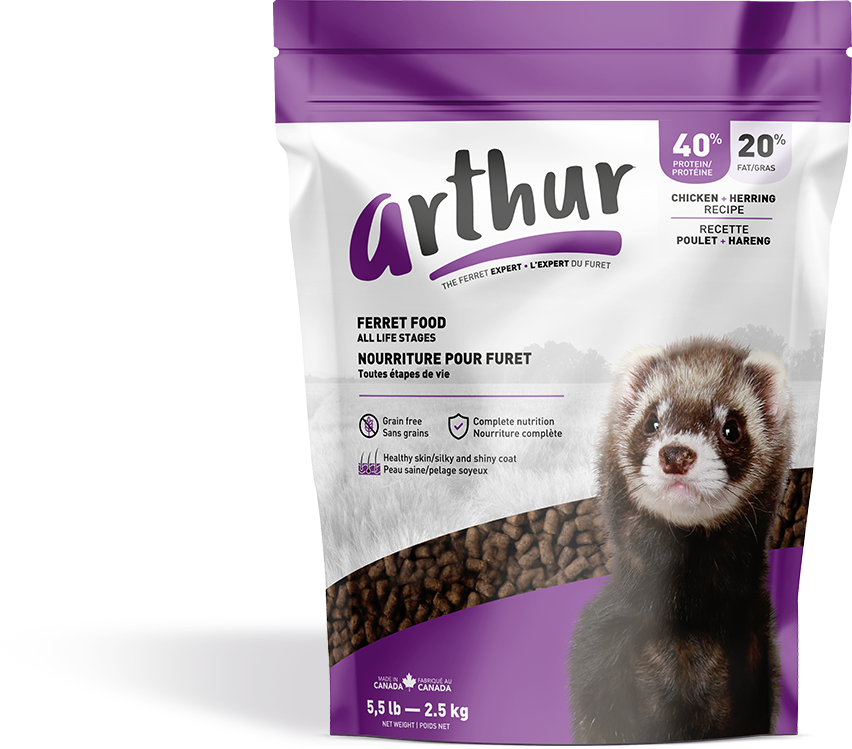 arthur
THE FERRET EXPERT • L'EXPERT DU FURET
40%
PROTEIN/
PROTÉINE
20%
FAT/GRAS
CHICKEN + HERRING
RECIPE
RECETTE
POULET + HARENG
FERRET FOOD
ALL LIFE STAGES
NOURRITURE POUR FURET
Toutes étapes de vie
Grain free
Sans grains
Complete nutrition
Nourriture complète
Healthy skin/silky and shiny coat
Peau saine/pelage soyeux
MADE IN
CANADA
FABRIQUÉ AU
CANADA
5,5 lb — 2.5 kg
NET WEIGHT | POIDS NET